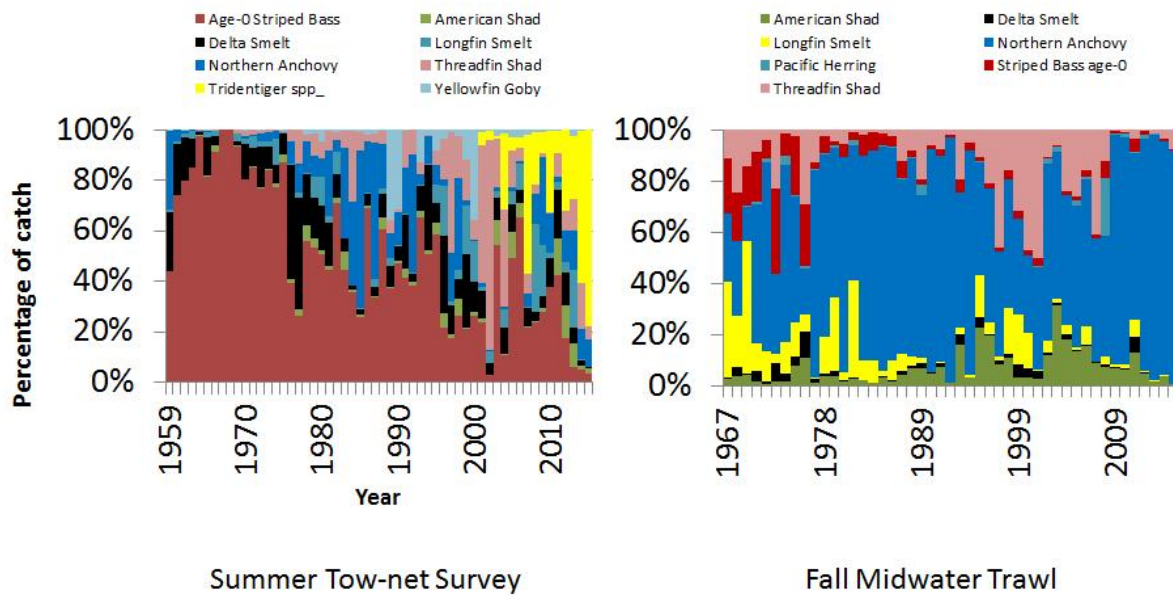 Age-0 Striped Bass
American Shad
Delta Smelt
Longfin Smelt
Northern Anchovy
Threadfin Shad
Tridentiger spp_
Yellowfin Goby
Percentage of catch
100%
80%
60%
40%
20%
0%
1959
1970
1980
1990
2000
2010
Year
Summer Tow-net Survey
American Shad
Delta Smelt
Longfin Smelt
Northern Anchovy
Pacific Herring
Striped Bass age-0
Threadfin Shad
100%
80%
60%
40%
20%
0%
1967
1978
1989
1999
2009
Fall Midwater Trawl